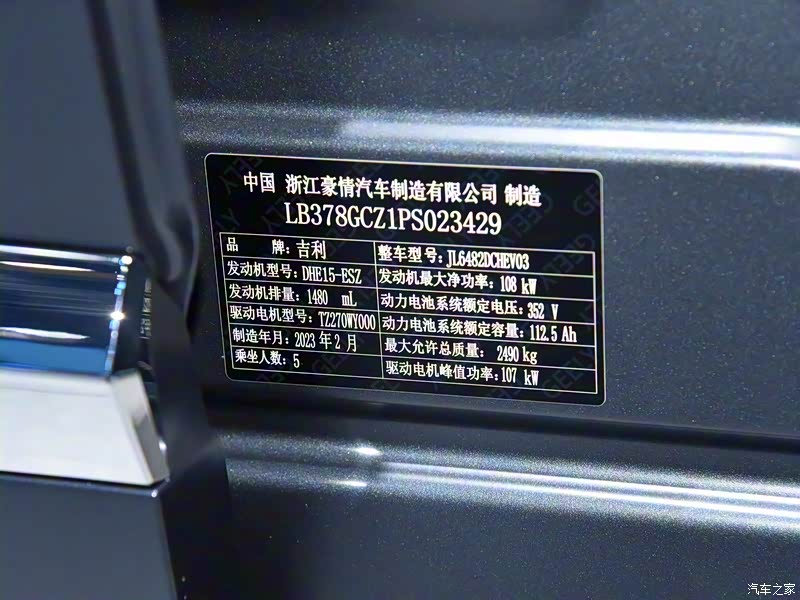 中国 浙江豪情汽车制造有限公司 制造
LB378GCZ1PS023429
品 牌:吉利 整车型号:JL6482DCHEV03
发动机型号:DHE15-ESZ 发动机最大净功率:108 kW
发动机排量:1480 mL 动力电池系统额定电压:352 V
驱动电机型号:TZ270WY000 动力电池系统额定容量:112.5 Ah
制造年月:2023年2月 最大允许总质量: 2490kg
乘坐人数:5 驱动电机峰值功率:107 kW
汽车之家